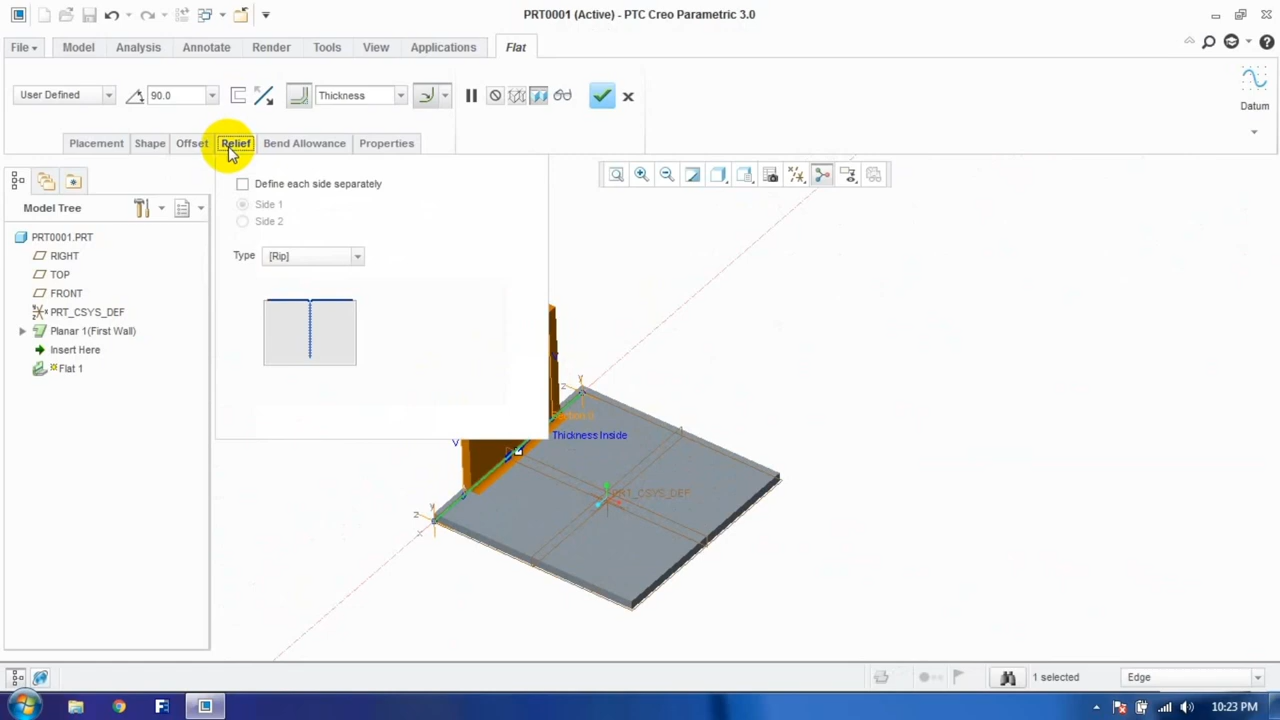 PRT0001 (Active) - PTC Creo Parametric 3.0
File Model Analysis Annotate Render Tools View Applications Flat
User Defined 90.0 Thickness
Datum
Placement Shape Offset Relief Bend Allowance Properties
Define each side separately
Side 1
Side 2
Type [Rip]
Model Tree
PRT0001.PRT
RIGHT
TOP
FRONT
PRT_CSYS_DEF
Planar 1(First Wall)
Insert Here
Flat 1
Thickness Inside
PRT_CSYS_DEF
1 selected Edge
10:23 PM